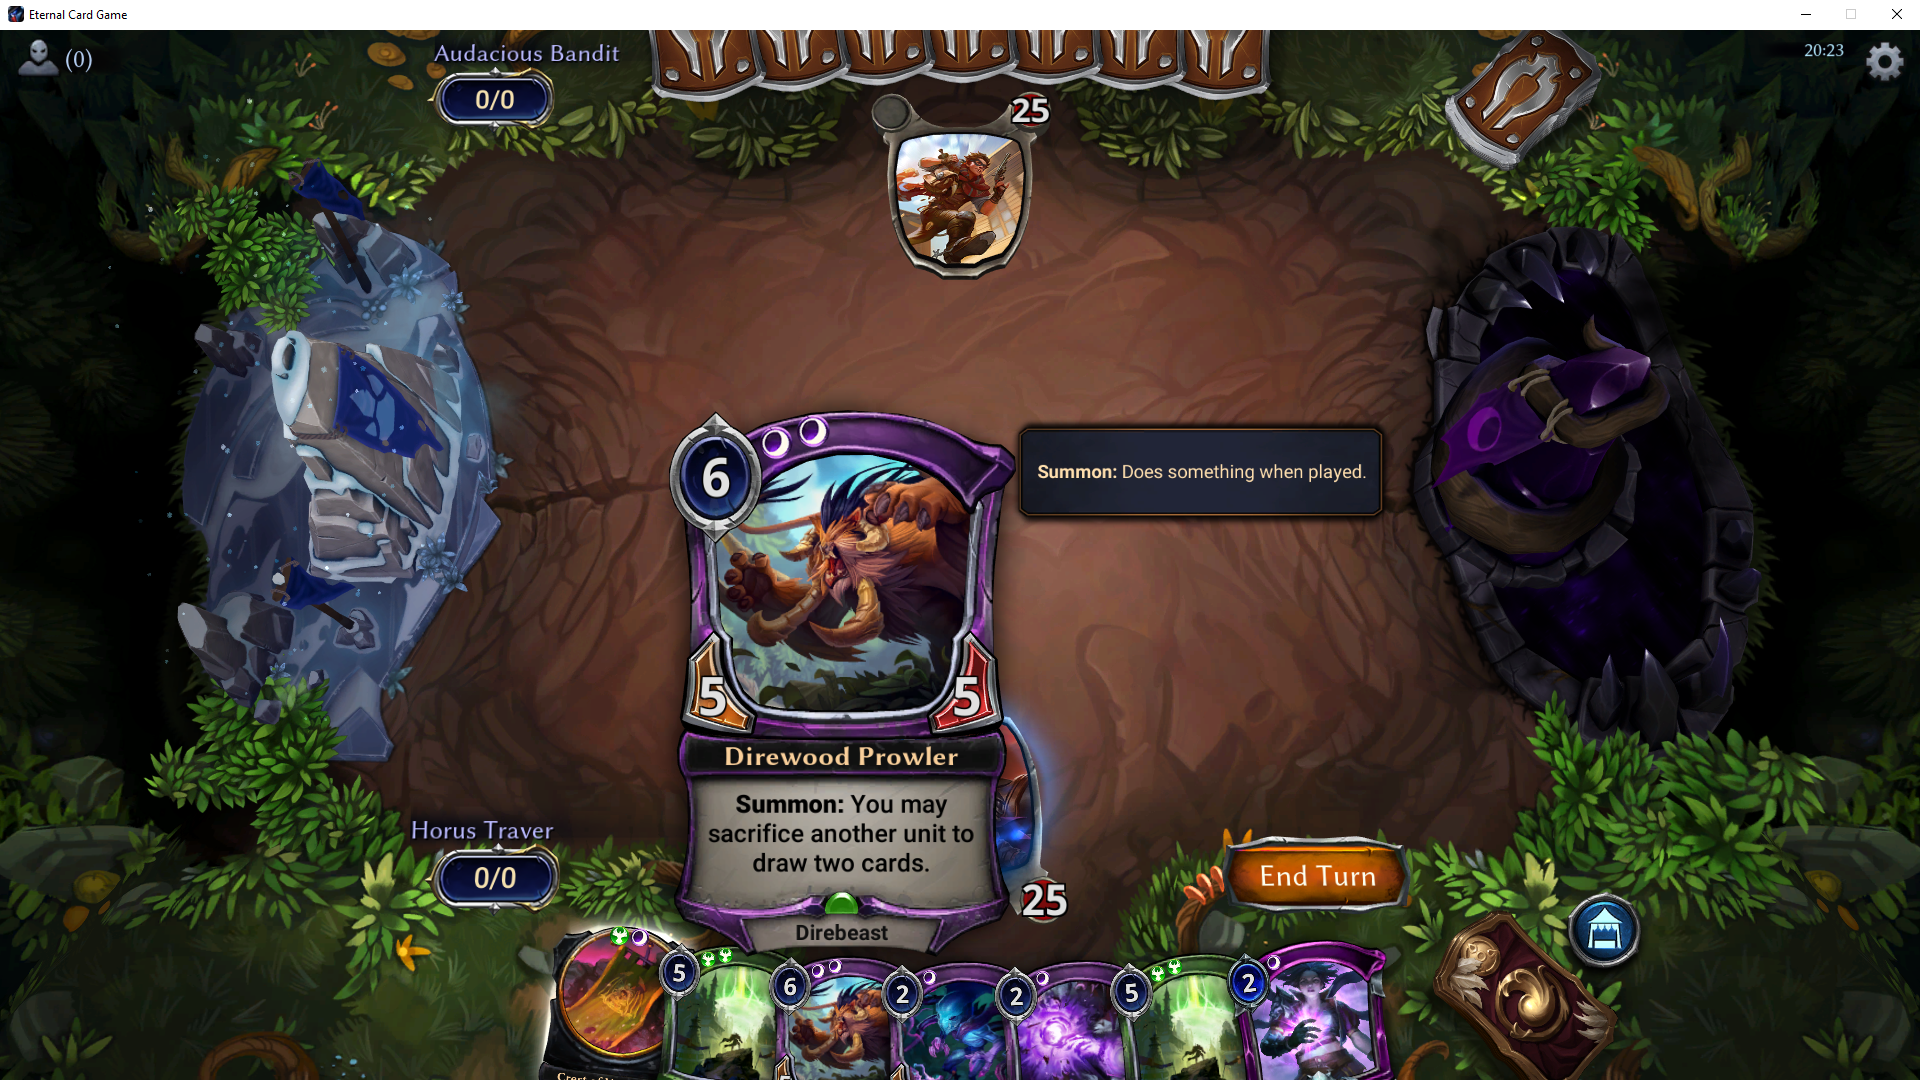 Eternal Card Game
(0)
Audacious Bandit
0/0
25
20:23
6
Summon: Does something when played.
5
5
Direwood Prowler
Summon: You may
sacrifice another unit to
draw two cards.
Direbeast
Horus Traver
0/0
25
End Turn
5
6
2
2
5
2
Crest of